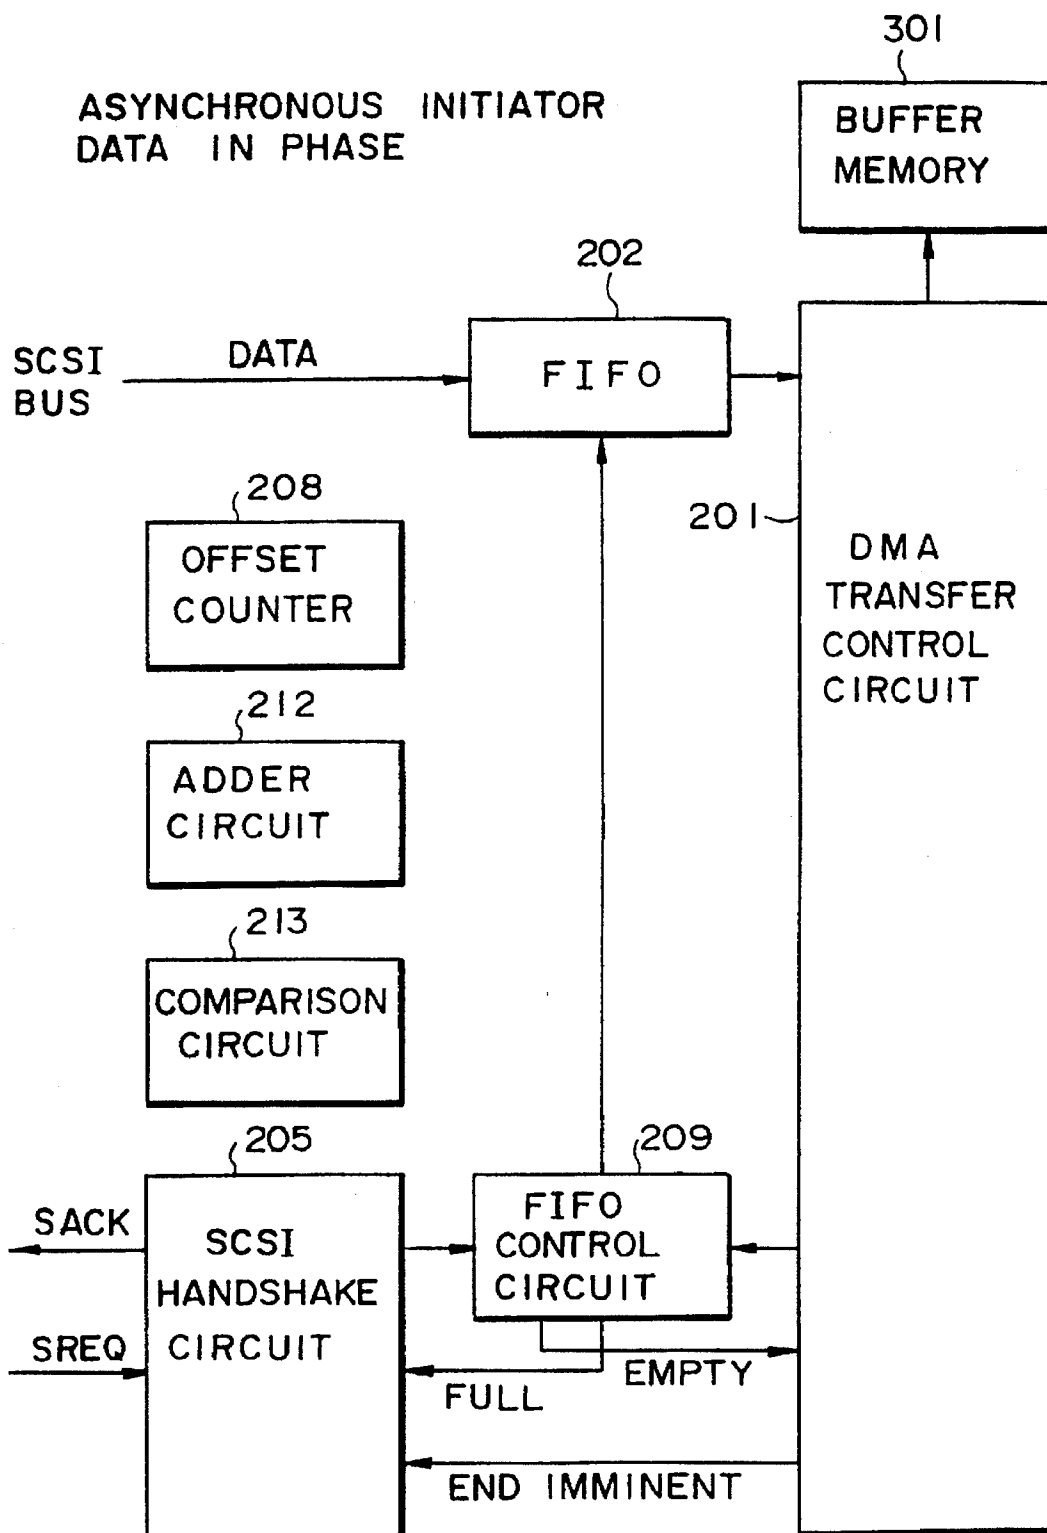 301
ASYNCHRONOUS INITIATOR
DATA IN PHASE
BUFFER
MEMORY
202
SCSI
BUS
DATA
FIFO
208
OFFSET
COUNTER
201
DMA
TRANSFER
CONTROL
CIRCUIT
212
ADDER
CIRCUIT
213
COMPARISON
CIRCUIT
205
209
SACK
SCSI
HANDSHAKE
CIRCUIT
FIFO
CONTROL
CIRCUIT
SREQ
EMPTY
FULL
END IMMINENT